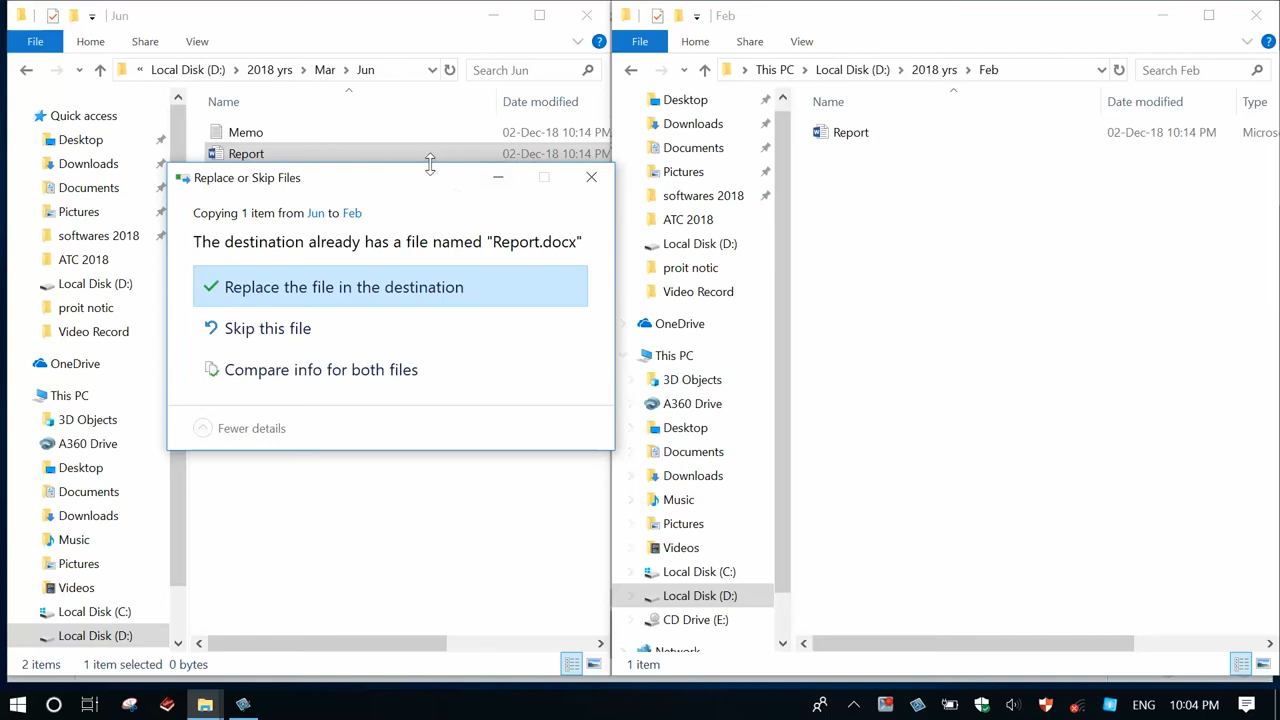 Jun
File Home Share View
« Local Disk (D:) 2018 yrs Mar Jun
Search Jun
Quick access
Desktop
Downloads
Documents
Pictures
softwares 2018
ATC 2018
Local Disk (D:)
proit notic
Video Record
OneDrive
This PC
3D Objects
A360 Drive
Desktop
Documents
Downloads
Music
Pictures
Videos
Local Disk (C:)
Local Disk (D:)
Name Date modified
Memo 02-Dec-18 10:14 PM
Report 02-Dec-18 10:14 PM
Replace or Skip Files
Copying 1 item from Jun to Feb
The destination already has a file named "Report.docx"
Replace the file in the destination
Skip this file
Compare info for both files
Fewer details
2 items 1 item selected 0 bytes
Feb
File Home Share View
This PC Local Disk (D:) 2018 yrs Feb
Search Feb
Desktop
Downloads
Documents
Pictures
softwares 2018
ATC 2018
Local Disk (D:)
proit notic
Video Record
OneDrive
This PC
3D Objects
A360 Drive
Desktop
Documents
Downloads
Music
Pictures
Videos
Local Disk (C:)
Local Disk (D:)
CD Drive (E:)
Network
Name Date modified Type
Report 02-Dec-18 10:14 PM Micros
1 item
ENG 10:04 PM